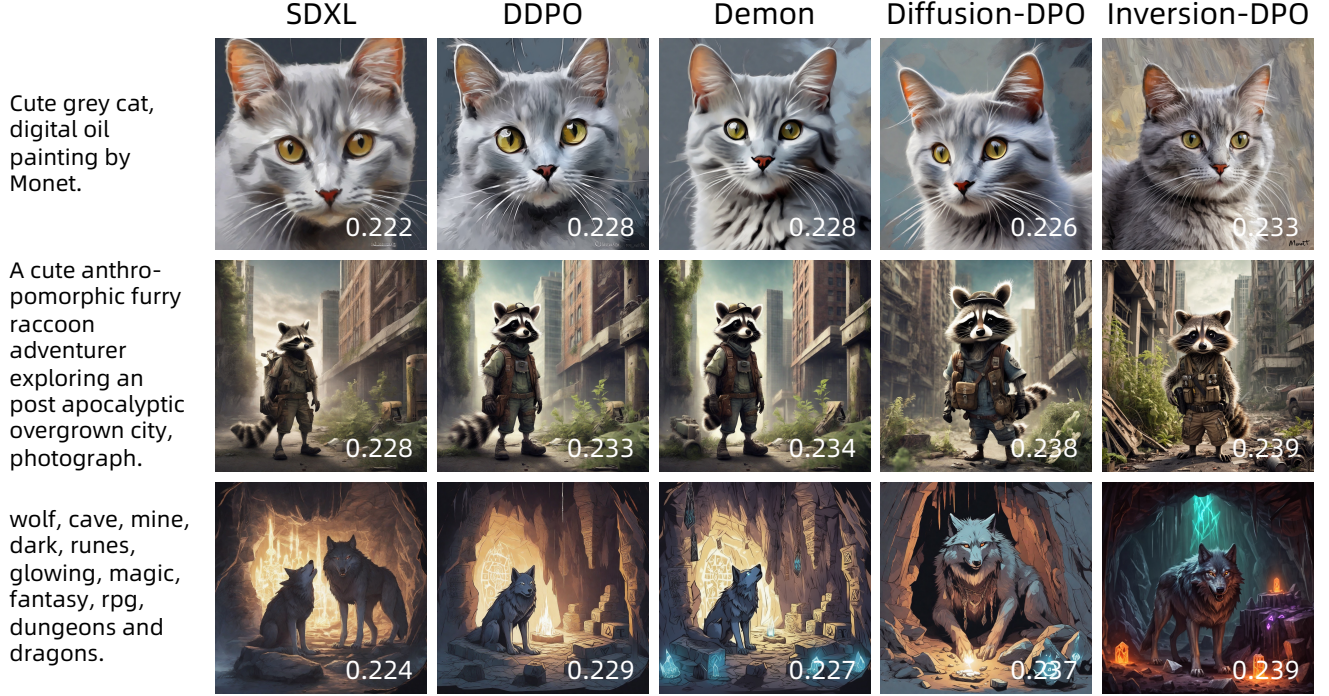 SDXL DDPO Demon Diffusion-DPO Inversion-DPO
Cute grey cat,
digital oil
painting by
Monet.
0.222 0.228 0.228 0.226 0.233
A cute anthro-
pomorphic furry
raccoon
adventurer
exploring an
post apocalyptic
overgrown city,
photograph.
0.228 0.233 0.234 0.238 0.239
wolf, cave, mine,
dark, runes,
glowing, magic,
fantasy, rpg,
dungeons and
dragons.
0.224 0.229 0.227 0.237 0.239